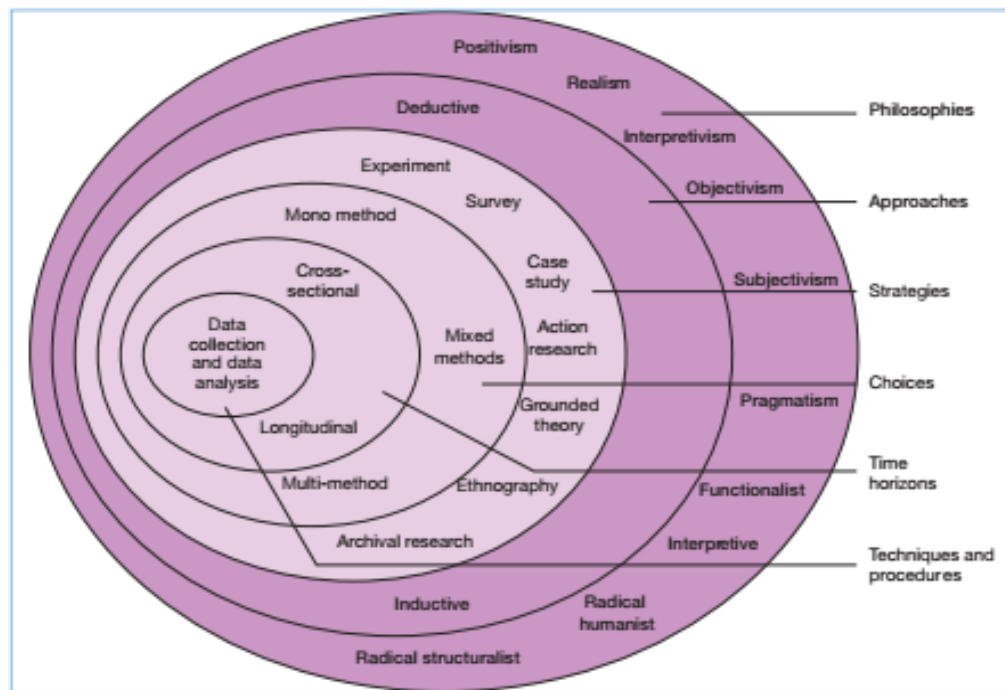 Positivism
Realism
Deductive
Philosophies
Interpretivism
Experiment
Objectivism
Survey
Approaches
Mono method
Case
study
Cross-
sectional
Subjectivism
Strategies
Data
collection
and data
analysis
Mixed
methods
Action
research
Choices
Pragmatism
Grounded
theory
Longitudinal
Time
horizons
Multi-method
Ethnography
Functionalist
Archival research
Interpretive
Techniques and
procedures
Inductive
Radical
humanist
Radical structuralist